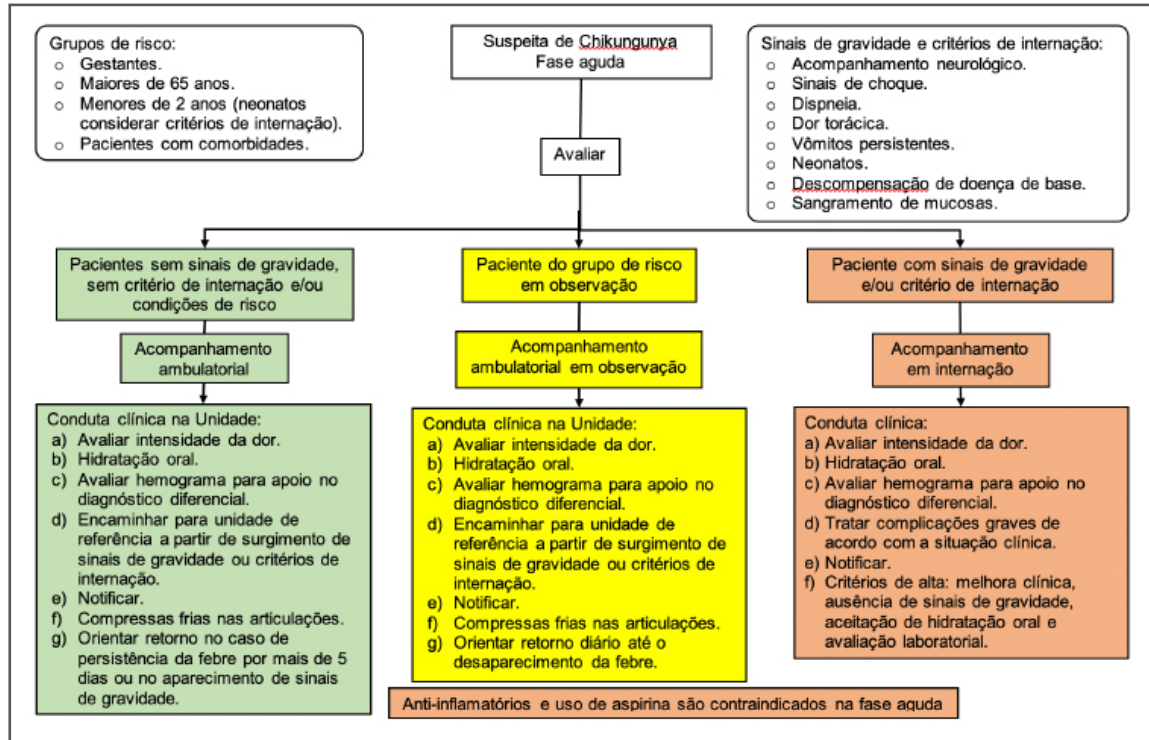 Grupos de risco:
o Gestantes.
o Maiores de 65 anos.
o Menores de 2 anos (neonatos
considerar critérios de internação).
o Pacientes com comorbidades.
Suspeita de Chikungunya
Fase aguda
Sinais de gravidade e critérios de internação:
o Acompanhamento neurológico.
o Sinais de choque.
o Dispneia.
o Dor torácica.
o Vômitos persistentes.
o Neonatos.
o Descompensação de doença de base.
o Sangramento de mucosas.
Avaliar
Pacientes sem sinais de gravidade,
sem critério de internação e/ou
condições de risco
Acompanhamento
ambulatorial
Conduta clínica na Unidade:
a) Avaliar intensidade da dor.
b) Hidratação oral.
c) Avaliar hemograma para apoio no
diagnóstico diferencial.
d) Encaminhar para unidade de
referência a partir de surgimento de
sinais de gravidade ou critérios de
internação.
e) Notificar.
f) Compressas frias nas articulações.
g) Orientar retorno no caso de
persistência da febre por mais de 5
dias ou no aparecimento de sinais
de gravidade.
Paciente do grupo de risco
em observação
Acompanhamento
ambulatorial em observação
Conduta clínica na Unidade:
a) Avaliar intensidade da dor.
b) Hidratação oral.
c) Avaliar hemograma para apoio no
diagnóstico diferencial.
d) Encaminhar para unidade de
referência a partir de surgimento de
sinais de gravidade ou critérios de
internação.
e) Notificar.
f) Compressas frias nas articulações.
g) Orientar retorno diário até o
desaparecimento da febre.
Paciente com sinais de gravidade
e/ou critério de internação
Acompanhamento
em internação
Conduta clínica:
a) Avaliar intensidade da dor.
b) Hidratação oral.
c) Avaliar hemograma para apoio no
diagnóstico diferencial.
d) Tratar complicações graves de
acordo com a situação clínica.
e) Notificar.
f) Critérios de alta: melhora clínica,
ausência de sinais de gravidade,
aceitação de hidratação oral e
avaliação laboratorial.
Anti-inflamatórios e uso de aspirina são contraindicados na fase aguda